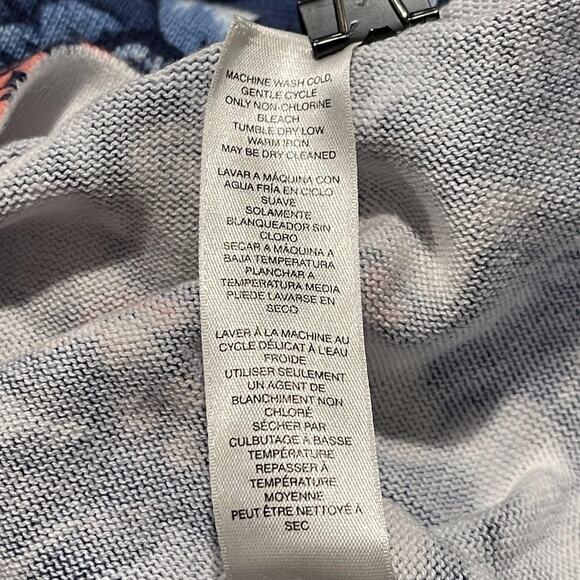 MACHINE WASH COLD,
GENTLE CYCLE
ONLY NON-CHLORINE
BLEACH
TUMBLE DRY LOW
WARM IRON
MAY BE DRY CLEANED
LAVAR A MÁQUINA CON
AGUA FRÍA EN CICLO
SUAVE
SOLAMENTE
BLANQUEADOR SIN
CLORO
SECAR A MÁQUINA A
BAJA TEMPERATURA
PLANCHAR A
TEMPERATURA MEDIA
PUEDE LAVARSE EN
SECO
LAVER À LA MACHINE AU
CYCLE DÉLICAT À L'EAU
FROIDE
UTILISER SEULEMENT
UN AGENT DE
BLANCHIMENT NON
CHLORÉ
SÉCHER PAR
CULBUTAGE À BASSE
TEMPÉRATURE
REPASSER À
TEMPÉRATURE
MOYENNE
PEUT ÊTRE NETTOYÉ À
SEC